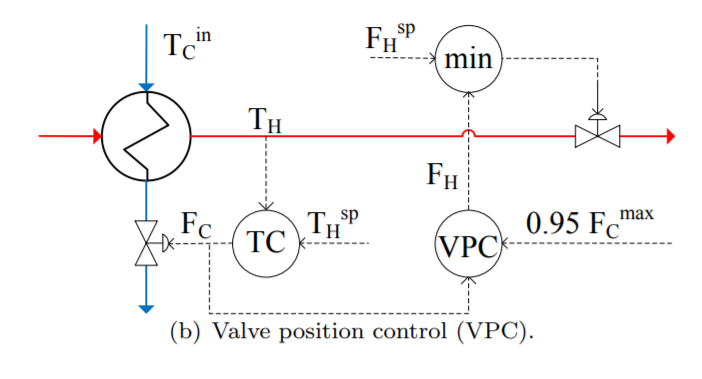 T_C^in
F_H^sp
min
T_H
F_H
F_C
TC
T_H^sp
VPC
0.95 F_C^max
(b) Valve position control (VPC).